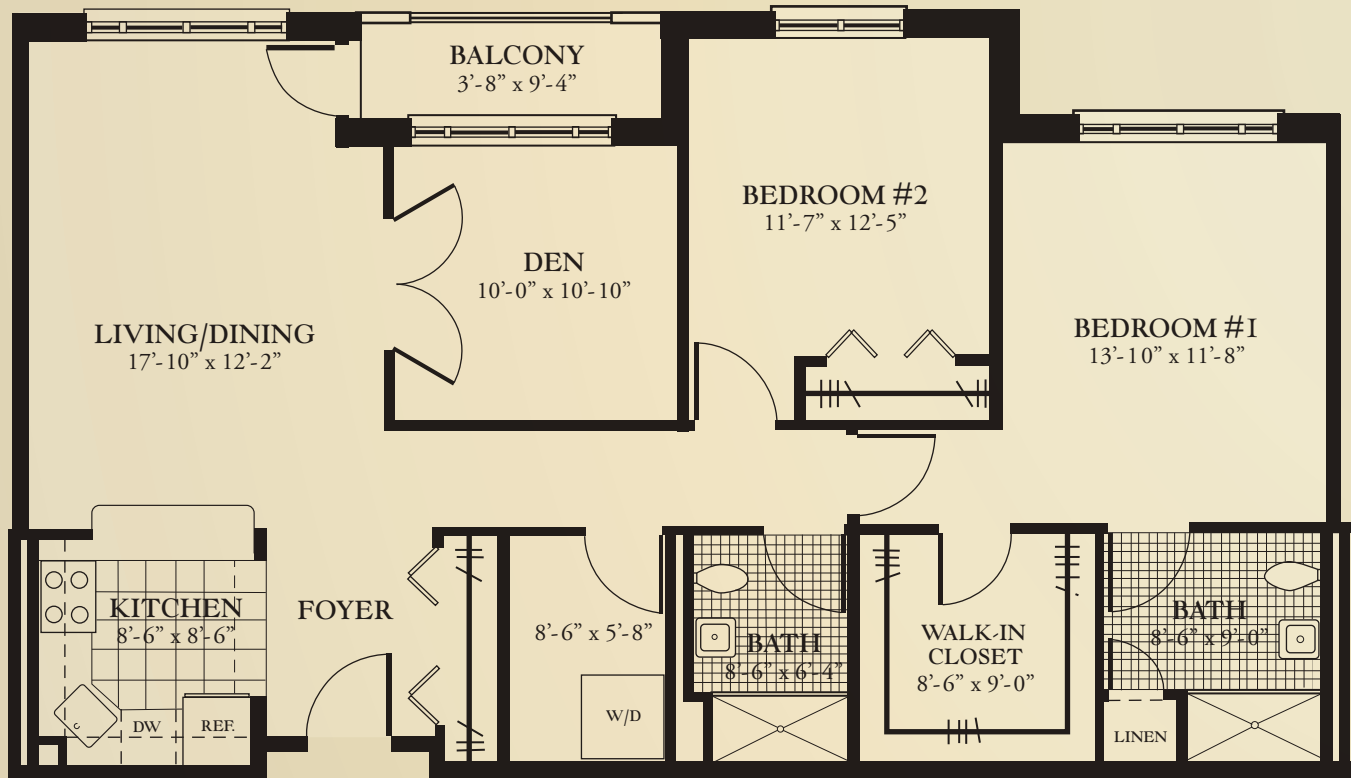 BALCONY
3’-8” x 9’-4”
BEDROOM #2
11’-7” x 12’-5”
DEN
10’-0” x 10’-10”
LIVING/DINING
17’-10” x 12’-2”
BEDROOM #1
13’-10” x 11’-8”
KITCHEN
8’-6” x 8’-6”
FOYER
8’-6” x 5’-8”
BATH
8’-6” x 6’-4”
WALK-IN
CLOSET
8’-6” x 9’-0”
BATH
8’-6” x 9’-0”
C
DW
REF.
W/D
LINEN